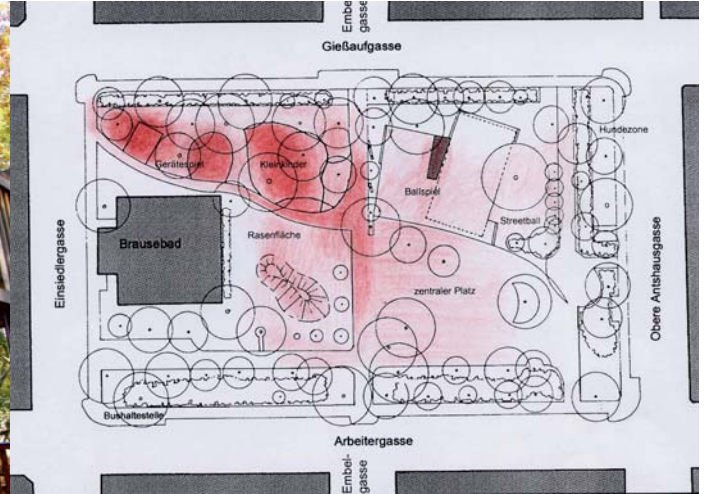 Embel-
gasse
Gießaufgasse
Hundezone
Gerätespiel
Kleinkinder
Ballspiel
Streetball
Einsiedlergasse
Brausebad
Rasenfläche
zentraler Platz
Obere Amtshausgasse
Bushaltestelle
Arbeitergasse
Embel-
gasse